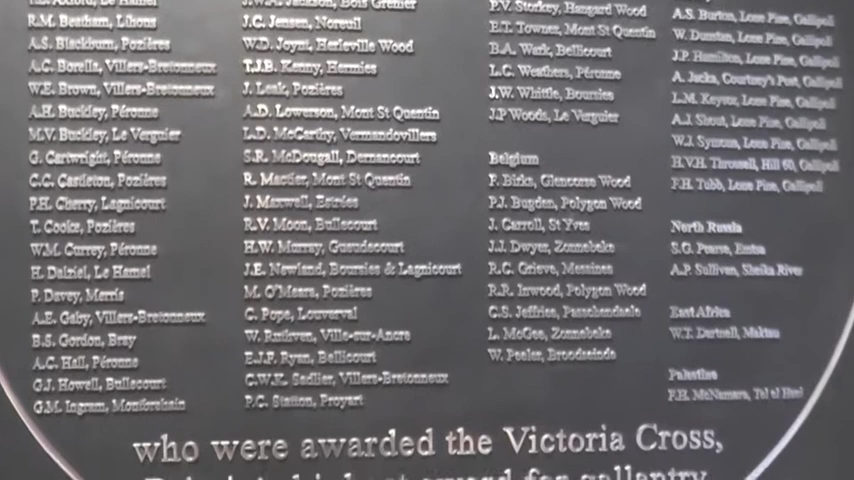 R.M. Beatham, Lihons
A.S. Blackburn, Pozières
A.C. Borella, Villers-Bretonneux
W.E. Brown, Villers-Bretonneux
A.H. Buckley, Péronne
M.V. Buckley, Le Verguier
G. Cartwright, Péronne
C.C. Castleton, Pozières
P.H. Cherry, Lagnicourt
T. Cooke, Pozières
W.M. Currey, Péronne
H. Dalziel, Le Hamel
P. Davey, Merris
A.E. Gaby, Villers-Bretonneux
B.S. Gordon, Bray
A.C. Hall, Péronne
G.J. Howell, Bullecourt
G.M. Ingram, Montbrehain
J.W.A. Jackson, Bois Grenier
J.C. Jensen, Noreuil
W.D. Joynt, Herleville Wood
T.J.B. Kenny, Hermies
J. Leak, Pozières
A.D. Lowerson, Mont St Quentin
L.D. McCarthy, Vermandovillers
S.R. McDougall, Dernancourt
R. Mactier, Mont St Quentin
J. Maxwell, Estrées
R.V. Moon, Bullecourt
H.W. Murray, Gueudecourt
J.E. Newland, Boursies & Lagnicourt
M. O'Meara, Pozières
C. Pope, Louverval
W. Ruthven, Ville-sur-Ancre
E.J.F. Ryan, Bellicourt
C.W.K. Sadlier, Villers-Bretonneux
P.C. Statton, Proyart
P.V. Storkey, Hangard Wood
E.T. Towner, Mont St Quentin
B.A. Wark, Bellicourt
L.C. Weathers, Péronne
J.W. Whittle, Boursies
J.P Woods, Le Verguier
Belgium
F. Birks, Glencorse Wood
P.J. Bugden, Polygon Wood
J. Carroll, St Yves
J.J. Dwyer, Zonnebeke
R.C. Grieve, Messines
R.R. Inwood, Polygon Wood
C.S. Jeffries, Passchendaele
L. McGee, Zonnebeke
W. Peeler, Broodseinde
A.S. Burton, Lone Pine, Gallipoli
W. Dunstan, Lone Pine, Gallipoli
J.P. Hamilton, Lone Pine, Gallipoli
A. Jacka, Courtney's Post, Gallipoli
L.M. Keysor, Lone Pine, Gallipoli
A.J. Shout, Lone Pine, Gallipoli
W.J. Symons, Lone Pine, Gallipoli
H.V.H. Throssell, Hill 60, Gallipoli
F.H. Tubb, Lone Pine, Gallipoli
North Russia
S.G. Pearse, Emtsa
A.P. Sullivan, Sheika River
East Africa
W.T. Dartnell, Maktau
Palestine
F.H. McNamara, Tel el Hesi
who were awarded the Victoria Cross,
award for gallantry